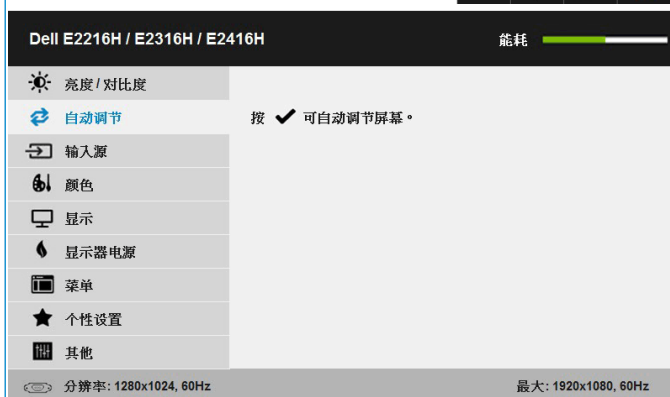 Dell E2216H / E2316H / E2416H 能耗
亮度 / 对比度
自动调节 按 ✔ 可自动调节屏幕。
输入源
颜色
显示
显示器电源
菜单
个性设置
其他
分辨率: 1280x1024, 60Hz 最大: 1920x1080, 60Hz